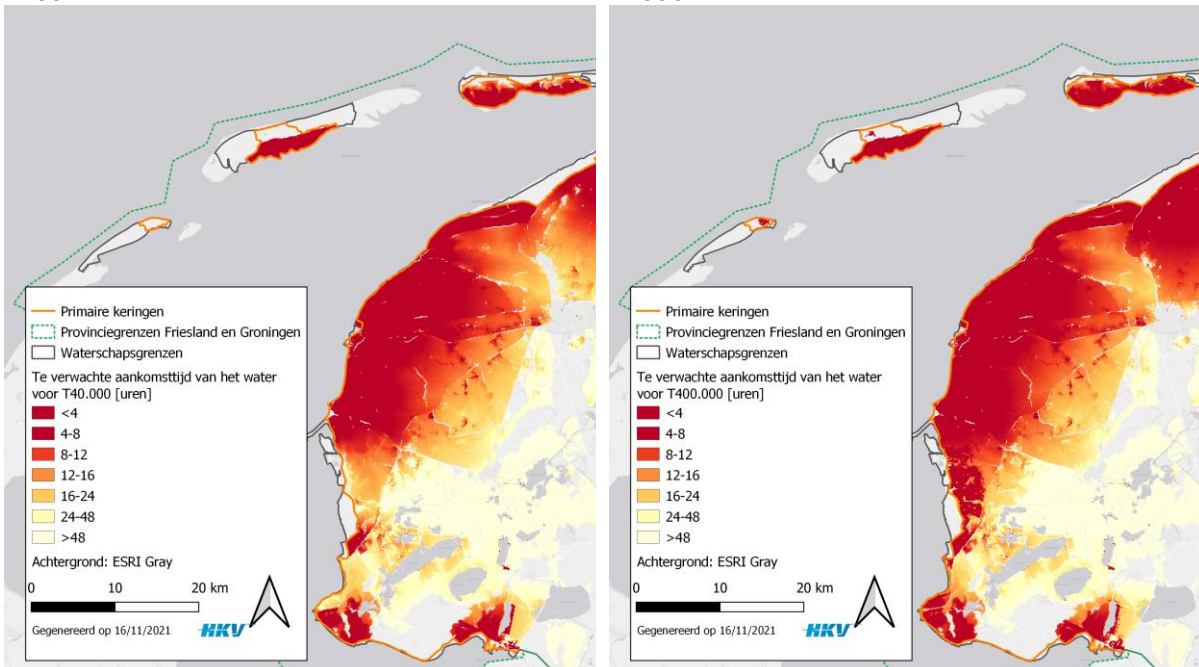 Primaire keringen
Provinciegrenzen Friesland en Groningen
Waterschapsgrenzen
Te verwachte aankomsttijd van het water
voor T40.000 [uren]
<4
4-8
8-12
12-16
16-24
24-48
>48
Achtergrond: ESRI Gray
0 10 20 km
Gegenereerd op 16/11/2021
HKV
Primaire keringen
Provinciegrenzen Friesland en Groningen
Waterschapsgrenzen
Te verwachte aankomsttijd van het water
voor T400.000 [uren]
<4
4-8
8-12
12-16
16-24
24-48
>48
Achtergrond: ESRI Gray
0 10 20 km
Gegenereerd op 16/11/2021
HKV